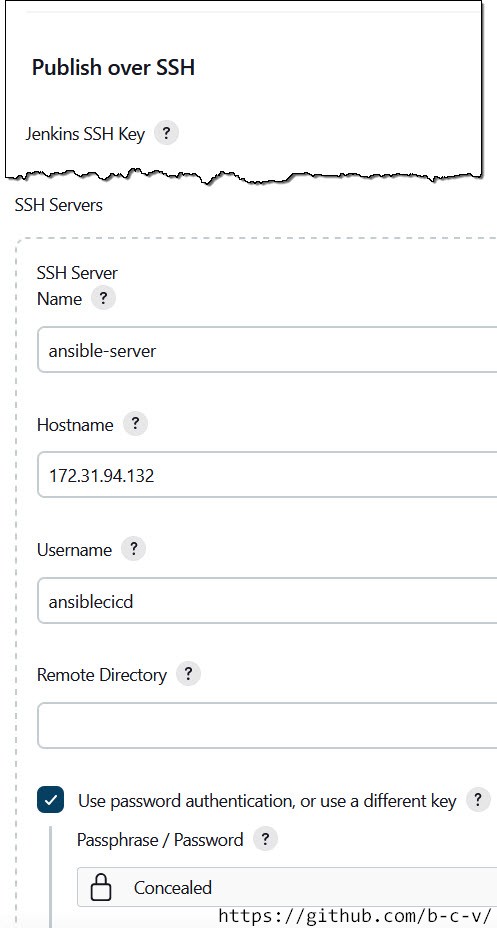 Publish over SSH
Jenkins SSH Key ?
SSH Servers
SSH Server
Name ?
ansible-server
Hostname ?
172.31.94.132
Username ?
ansiblecicd
Remote Directory ?
Use password authentication, or use a different key ?
Passphrase / Password ?
Concealed
https://github.com/b-c-v/